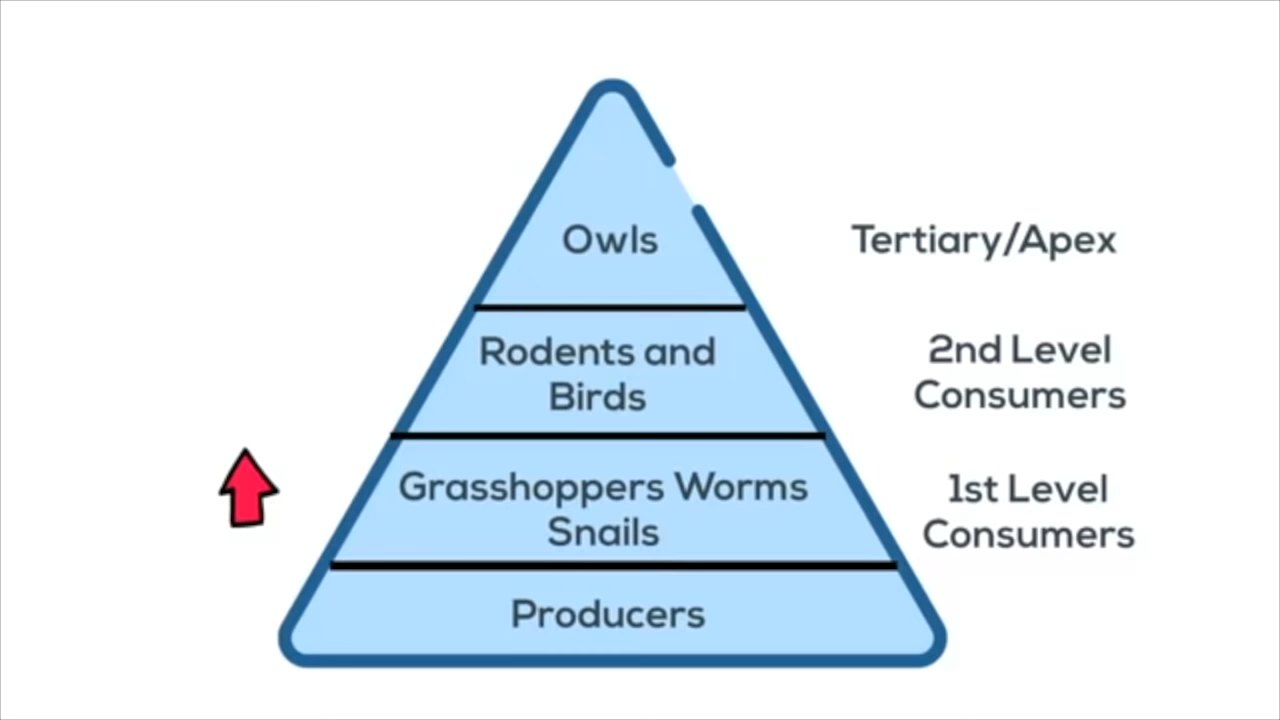 Owls
Tertiary/Apex
Rodents and
Birds
2nd Level
Consumers
Grasshoppers Worms
Snails
1st Level
Consumers
Producers